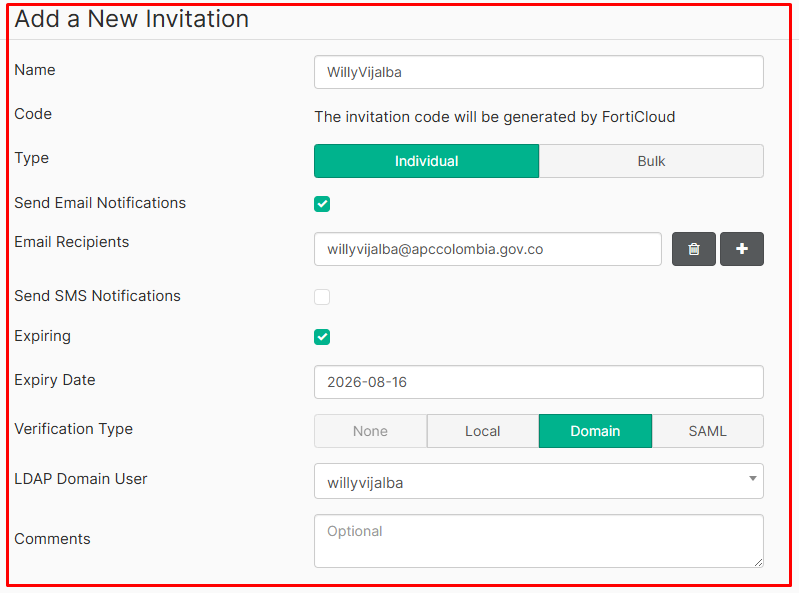 Add a New Invitation
Name
WillyVijalba
Code
The invitation code will be generated by FortiCloud
Type
Individual
Bulk
Send Email Notifications
Email Recipients
willyvijalba@apccolombia.gov.co
Send SMS Notifications
Expiring
Expiry Date
2026-08-16
Verification Type
None
Local
Domain
SAML
LDAP Domain User
willyvijalba
Comments
Optional